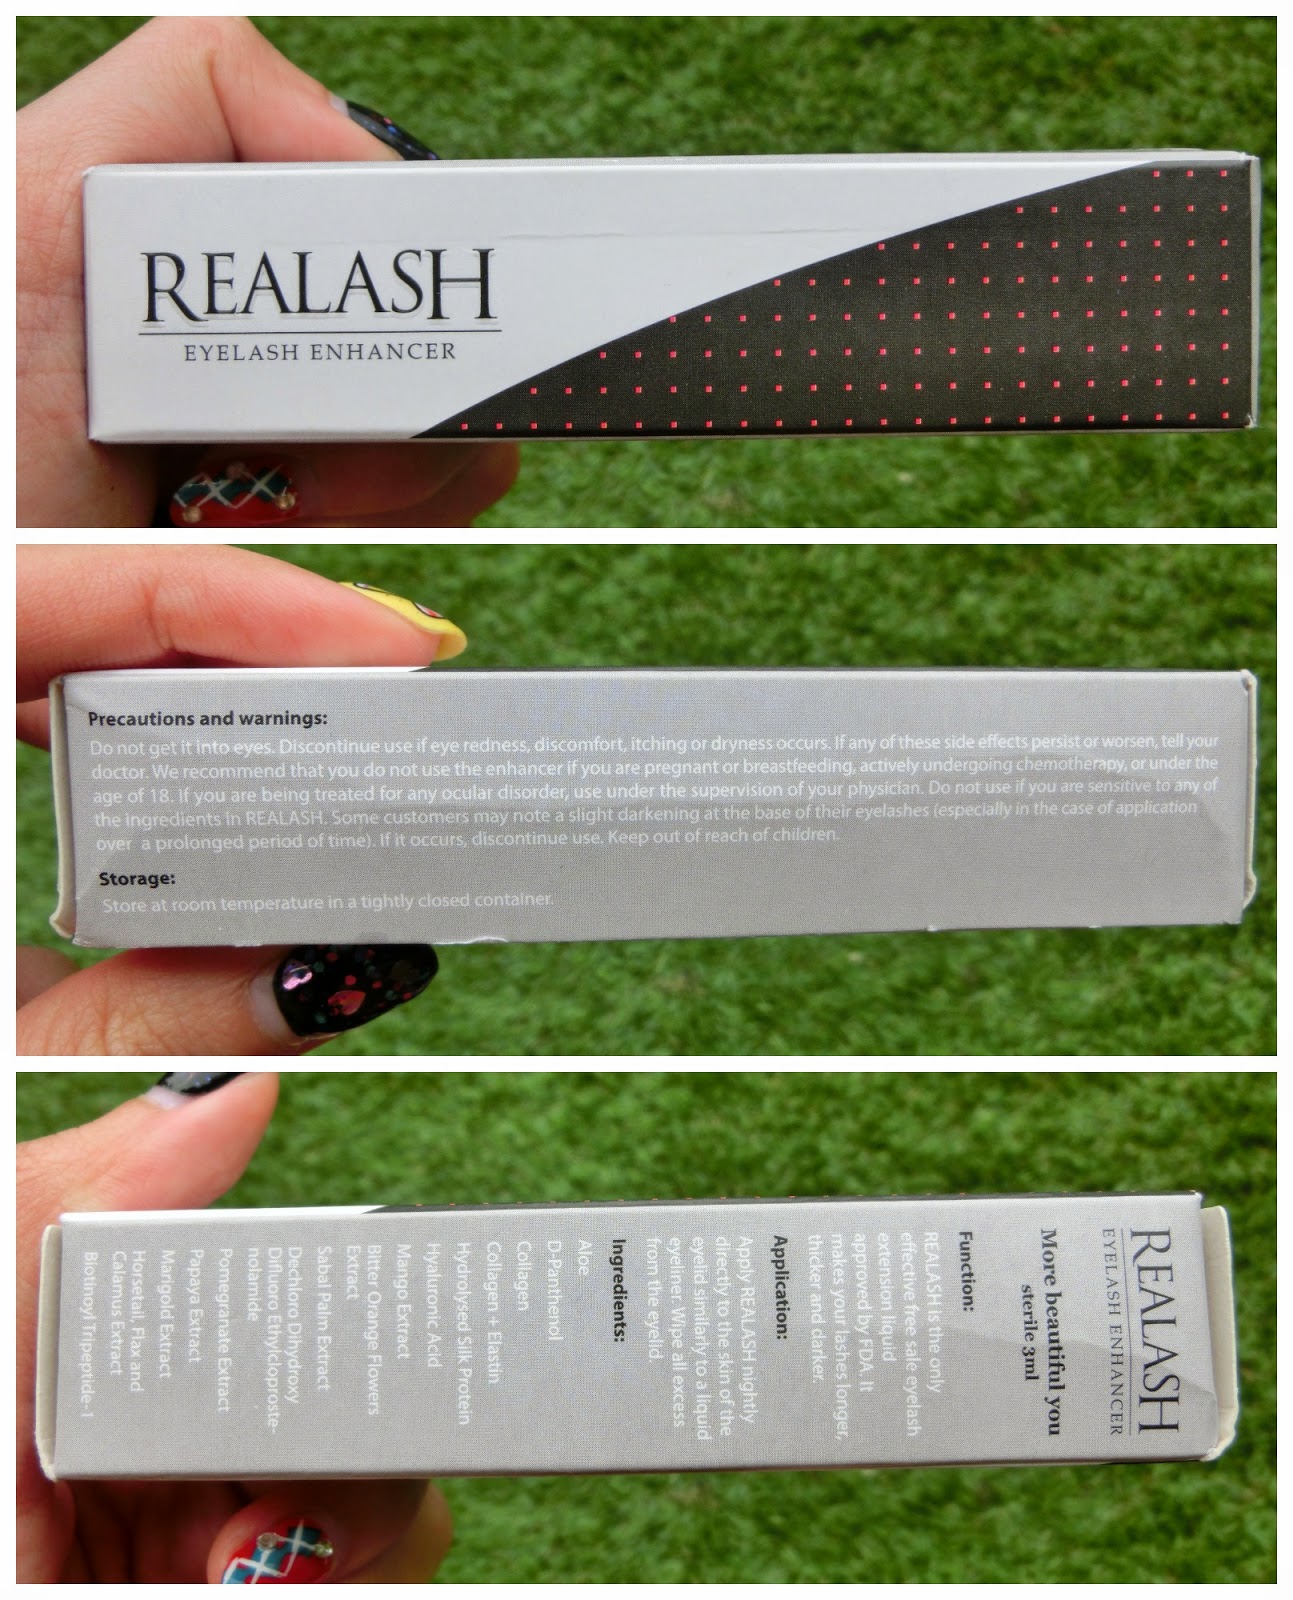 REALASH
EYELASH ENHANCER
Precautions and warnings:
Do not get it into eyes. Discontinue use if eye redness, discomfort, itching or dryness occurs. If any of these side effects persist or worsen, tell your
doctor. We recommend that you do not use the enhancer if you are pregnant or breastfeeding, actively undergoing chemotherapy, or under the
age of 18. If you are being treated for any ocular disorder, use under the supervision of your physician. Do not use if you are sensitive to any of
the ingredients in REALASH. Some customers may note a slight darkening at the base of their eyelashes (especially in the case of application
over a prolonged period of time). If it occurs, discontinue use. Keep out of reach of children.
Storage:
Store at room temperature in a tightly closed container.
REALASH
EYELASH ENHANCER
More beautiful you
sterile 3ml
Function:
REALASH is the only
effective free sale eyelash
extension liquid
approved by FDA. It
makes your lashes longer,
thicker and darker.
Application:
Apply REALASH nightly
directly to the skin of the
eyelid similarly to a liquid
eyeliner. Wipe all excess
from the eyelid.
Ingredients:
Aloe
D-Panthenol
Collagen
Collagen + Elastin
Hydrolysed Silk Protein
Hyaluronic Acid
Mango Extract
Bitter Orange Flowers
Exict
Sabal Palm Extract
Dechloro Dihydroxy
Difluro Ethylcloproste-
nolamide
Pomegranate Extract
Papaya Extract
Marigold Extract
Horsetail, Flax and
Calamus Extract
Biotinoyl Tripeptide-1